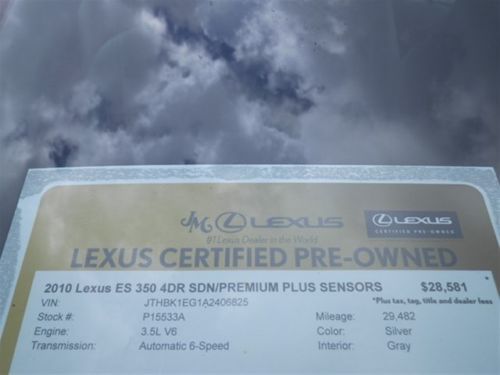 JM LEXUS LEXUS
#1 Lexus Dealer in the World CERTIFIED PRE-OWNED
LEXUS CERTIFIED PRE-OWNED
2010 Lexus ES 350 4DR SDN/PREMIUM PLUS SENSORS $28,581
VIN: JTHBK1EG1A2406825 *Plus tax, tag, title and dealer fees
Stock #: P15533A Mileage: 29,482
Engine: 3.5L V6 Color: Silver
Transmission: Automatic 6-Speed Interior: Gray